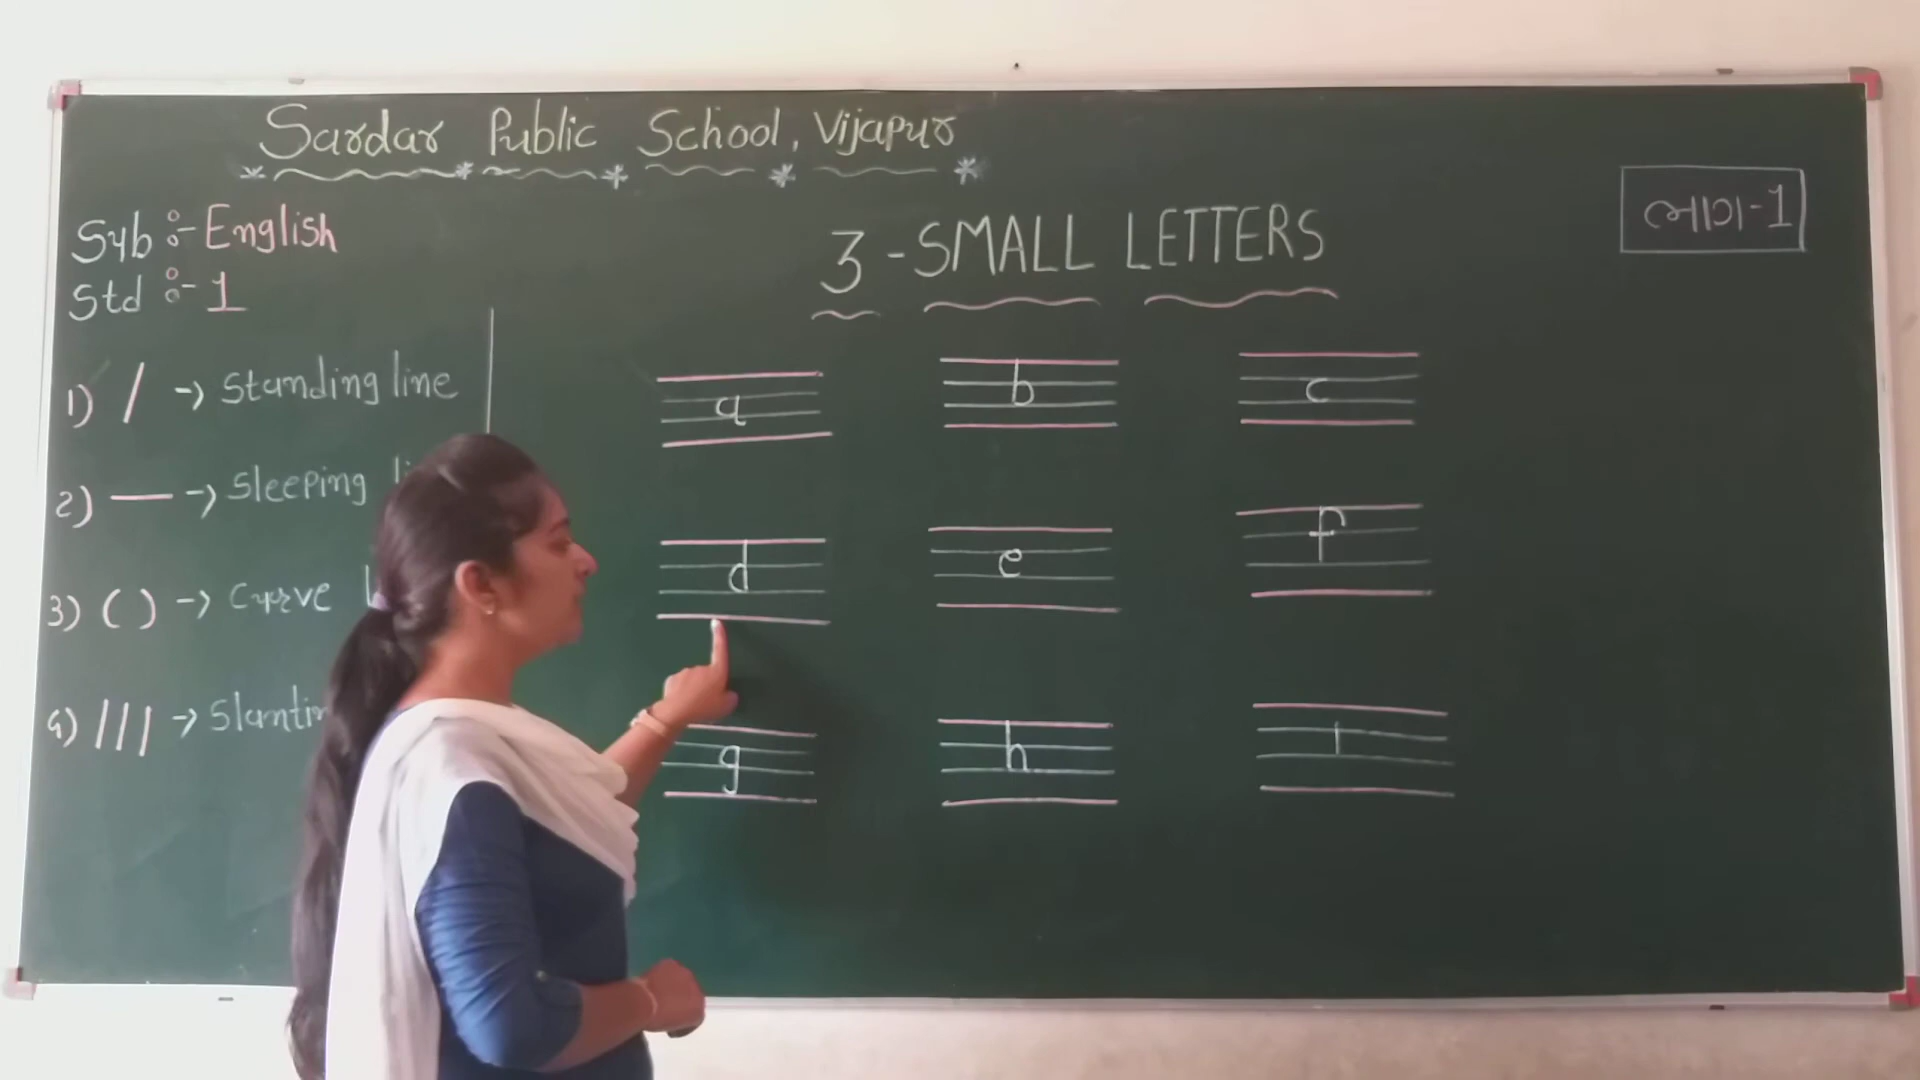 Sardar Public School, Vijapur
Sub :- English
Std :- 1
ભાગ-1
3 - SMALL LETTERS
1) / -> Standing line
2) — -> Sleeping
3) ( ) -> Curve
4) /// -> Slantin
a b c
d e f
g h i